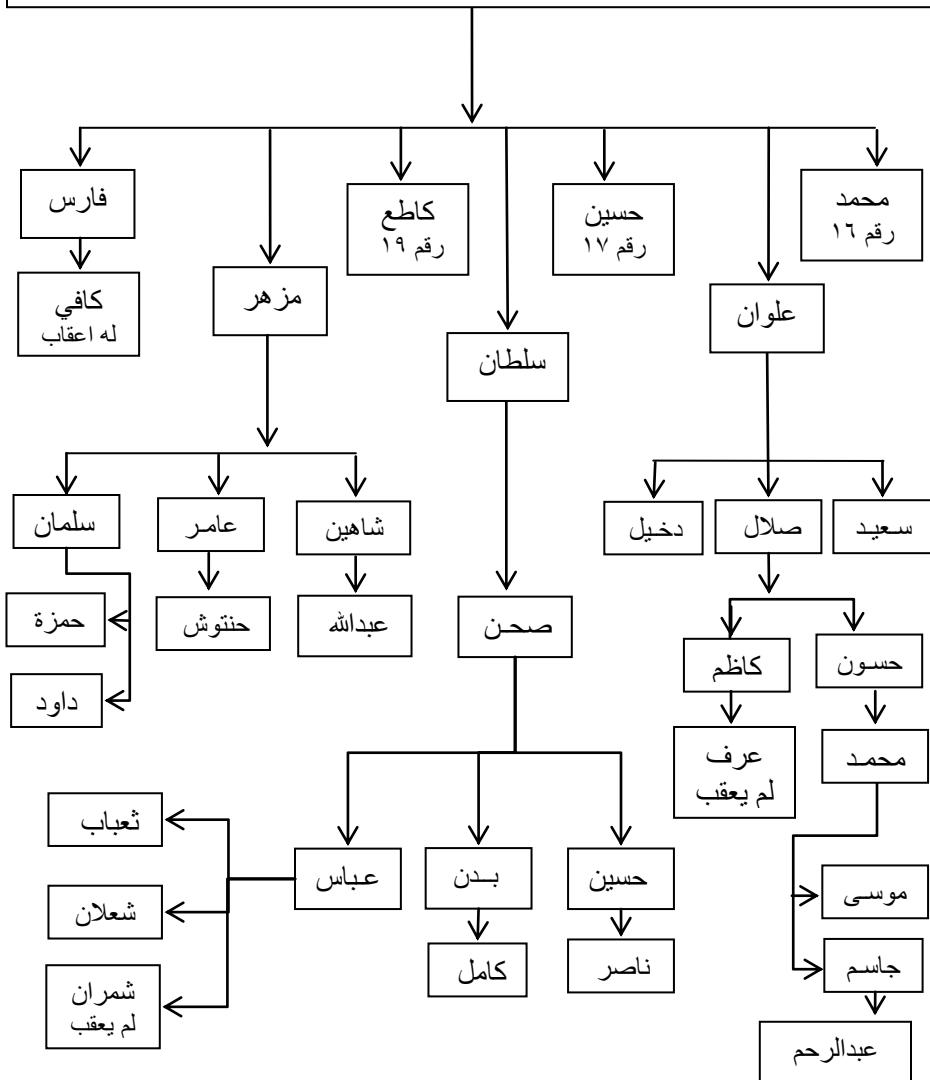 محمد
رقم ١٦
علوان
حسين
رقم ١٧
سلطان
كاطع
رقم ١٩
مزهر
فارس
كافي
له اعقاب
سعيد
صلال
دخيل
شاهين
عامر
سلمان
حسون
كاظم
صحن
عبدالله
حنتوش
حمزة
داود
محمد
عرف
لم يعقب
حسين
بدن
عباس
ثعباب
شعلان
شمران
لم يعقب
موسى
جاسم
ناصر
كامل
عبدالرحم